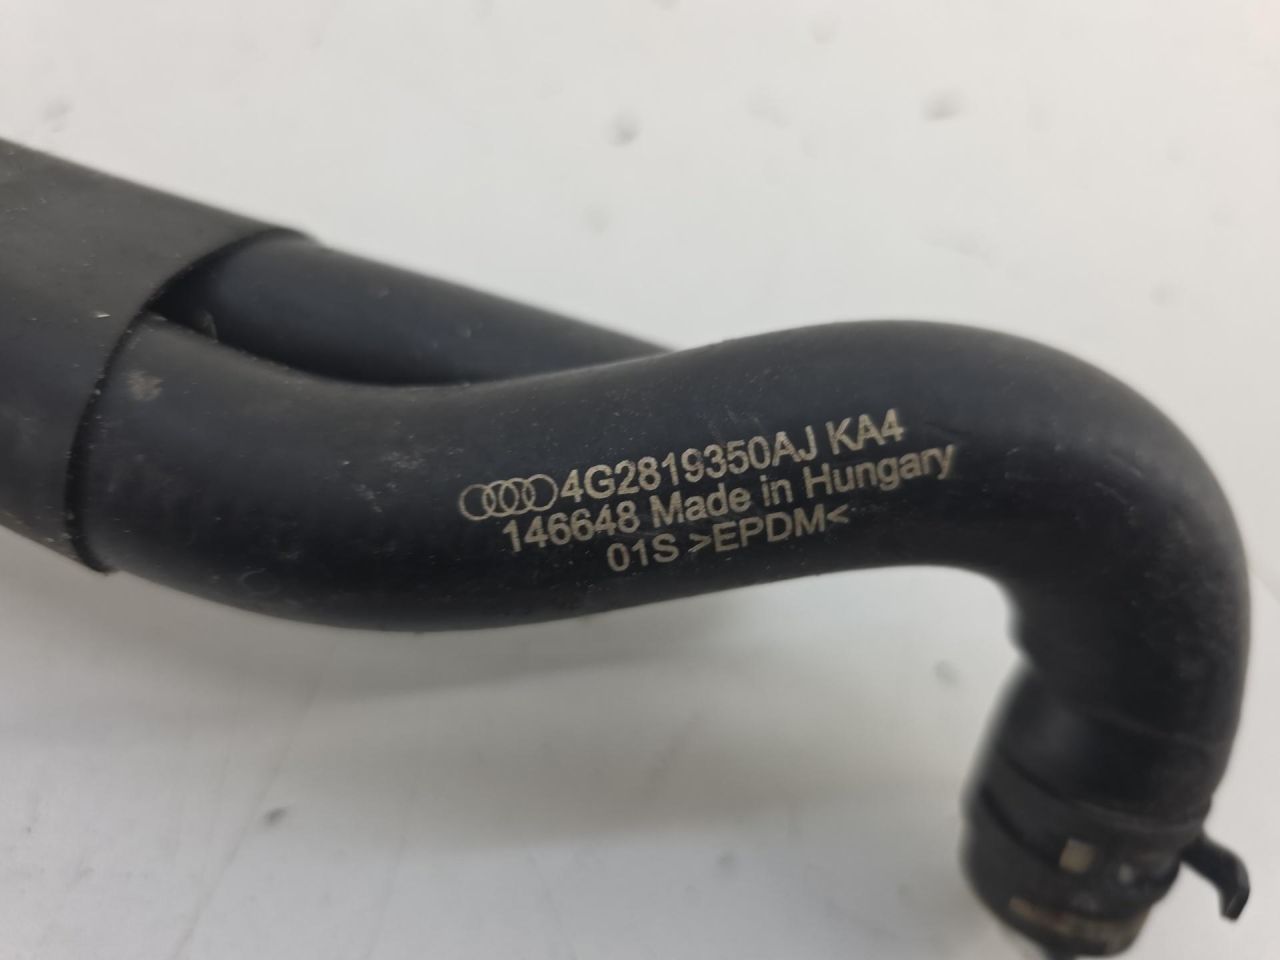 4G2819350AJ KA4
146648 Made in Hungary
01S >EPDM<